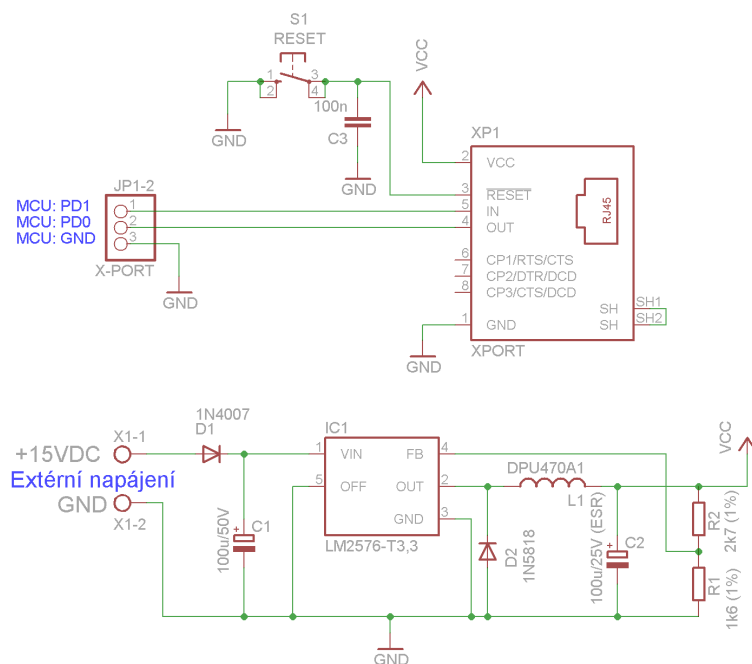 S1
RESET
1
2
3
4
100n
C3
GND
GND
VCC
XP1
2
VCC
3
RESET
5
IN
4
OUT
6
CP1/RTS/CTS
7
CP2/DTR/DCD
8
CP3/CTS/DCD
1
GND
RJ45
SH
SH1
SH
SH2
XPORT
GND
JP1-2
MCU: PD1
1
MCU: PD0
2
MCU: GND
3
X-PORT
GND
1N4007
D1
X1-1
+15VDC
Extérní napájení
GND
X1-2
100u/50V
+
C1
IC1
1
VIN
FB
4
5
OFF
OUT
2
GND
3
LM2576-T3,3
DPU470A1
L1
D2
1N5818
100u/25V (ESR)
+
C2
VCC
R2
2k7 (1%)
R1
1k6 (1%)
GND